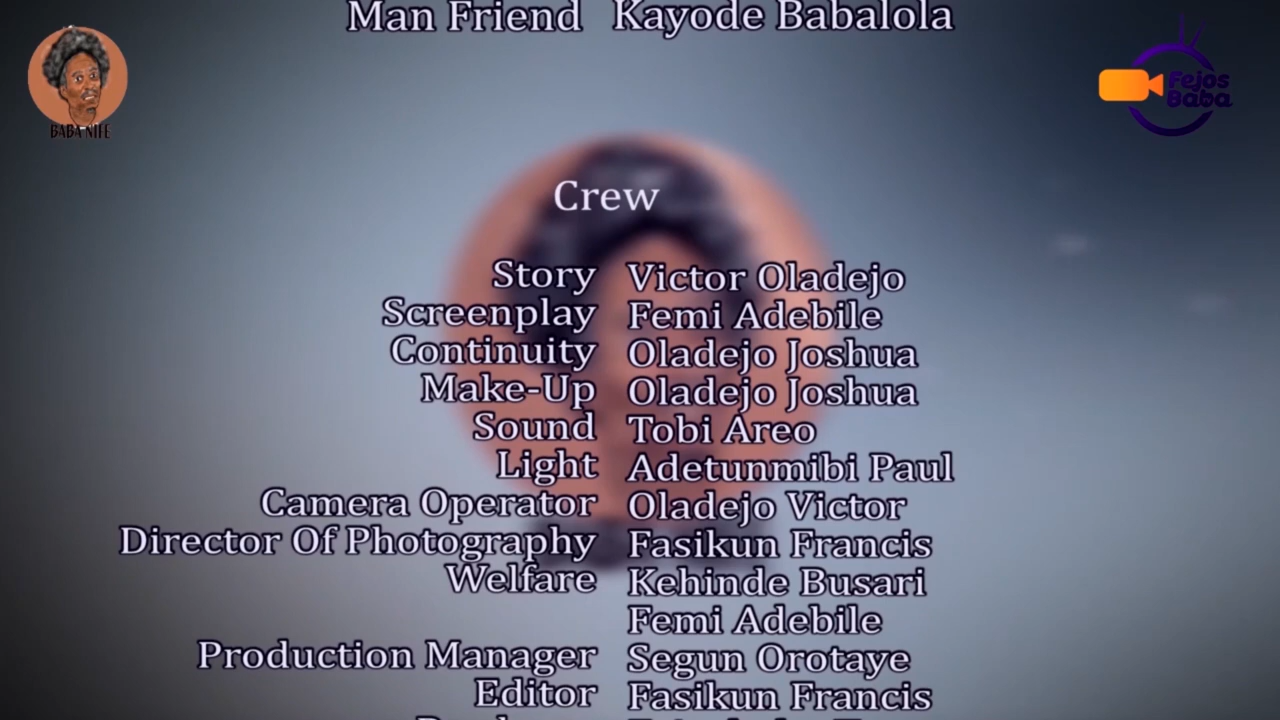 Man Friend Kayode Babalola
BABA NIFE
Fejos
Baba
Crew
Story Victor Oladejo
Screenplay Femi Adebile
Continuity Oladejo Joshua
Make-Up Oladejo Joshua
Sound Tobi Areo
Light Adetunmibi Paul
Camera Operator Oladejo Victor
Director Of Photography Fasikun Francis
Welfare Kehinde Busari
Femi Adebile
Production Manager Segun Orotaye
Editor Fasikun Francis